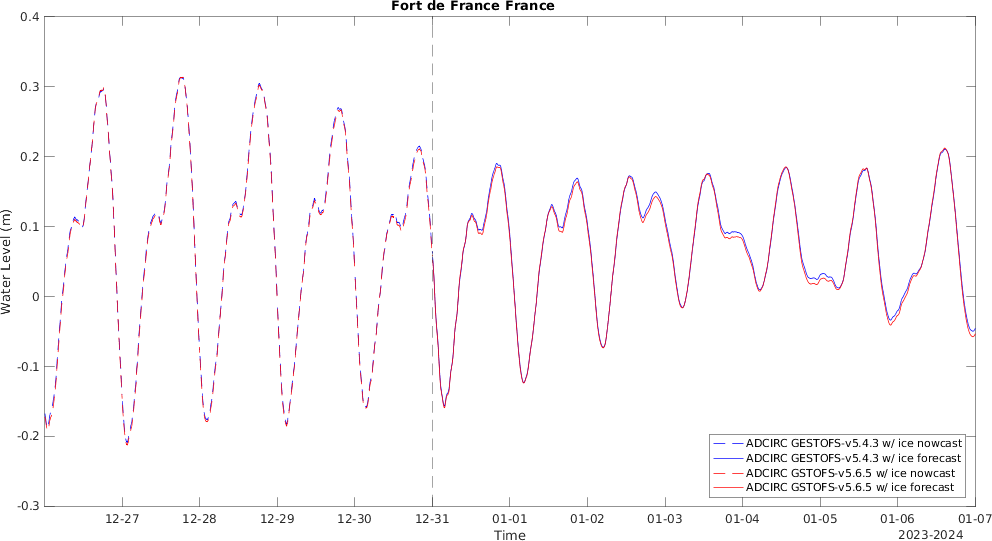 Fort de France France
0.4
0.3
0.2
0.1
0
-0.1
-0.2
-0.3
Water Level (m)
12-27 12-28 12-29 12-30 12-31 01-01 01-02 01-03 01-04 01-05 01-06 01-07
Time
2023-2024
ADCIRC GESTOFS-v5.4.3 w/ ice nowcast
ADCIRC GESTOFS-v5.4.3 w/ ice forecast
ADCIRC GSTOFS-v5.6.5 w/ ice nowcast
ADCIRC GSTOFS-v5.6.5 w/ ice forecast